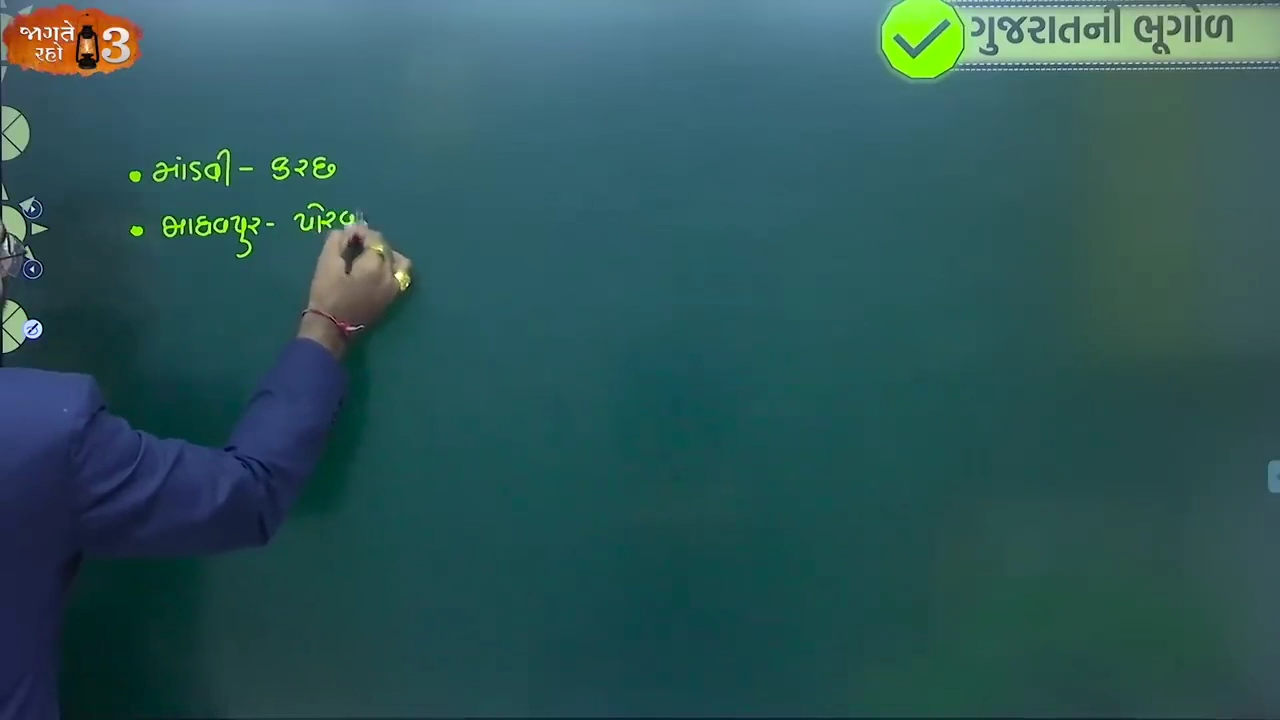 જાગતે
રહો 3
ગુજરાતની ભૂગોળ
• માંડવી - કચ્છ
• માધવપુર - પોરબ